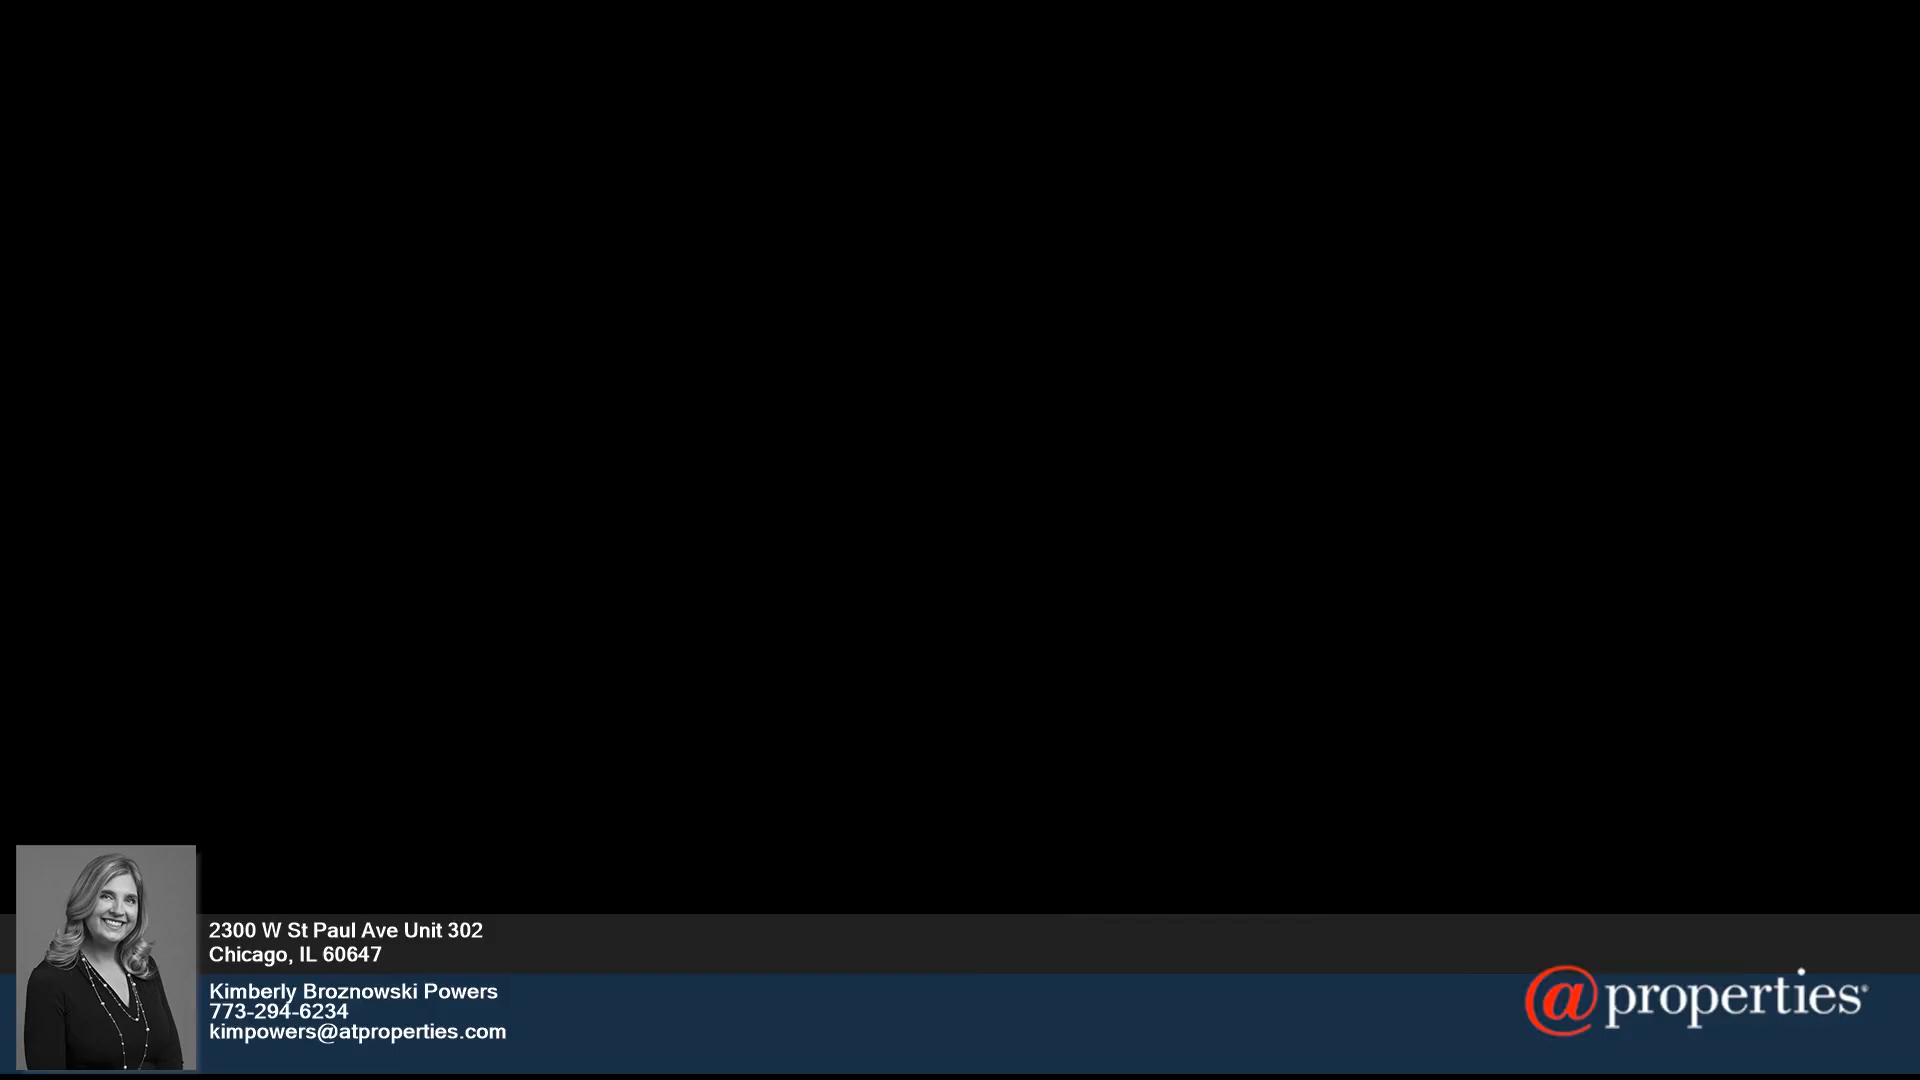 2300 W St Paul Ave Unit 302
Chicago, IL 60647
Kimberly Broznowski Powers
773-294-6234
kimpowers@atproperties.com
@properties®